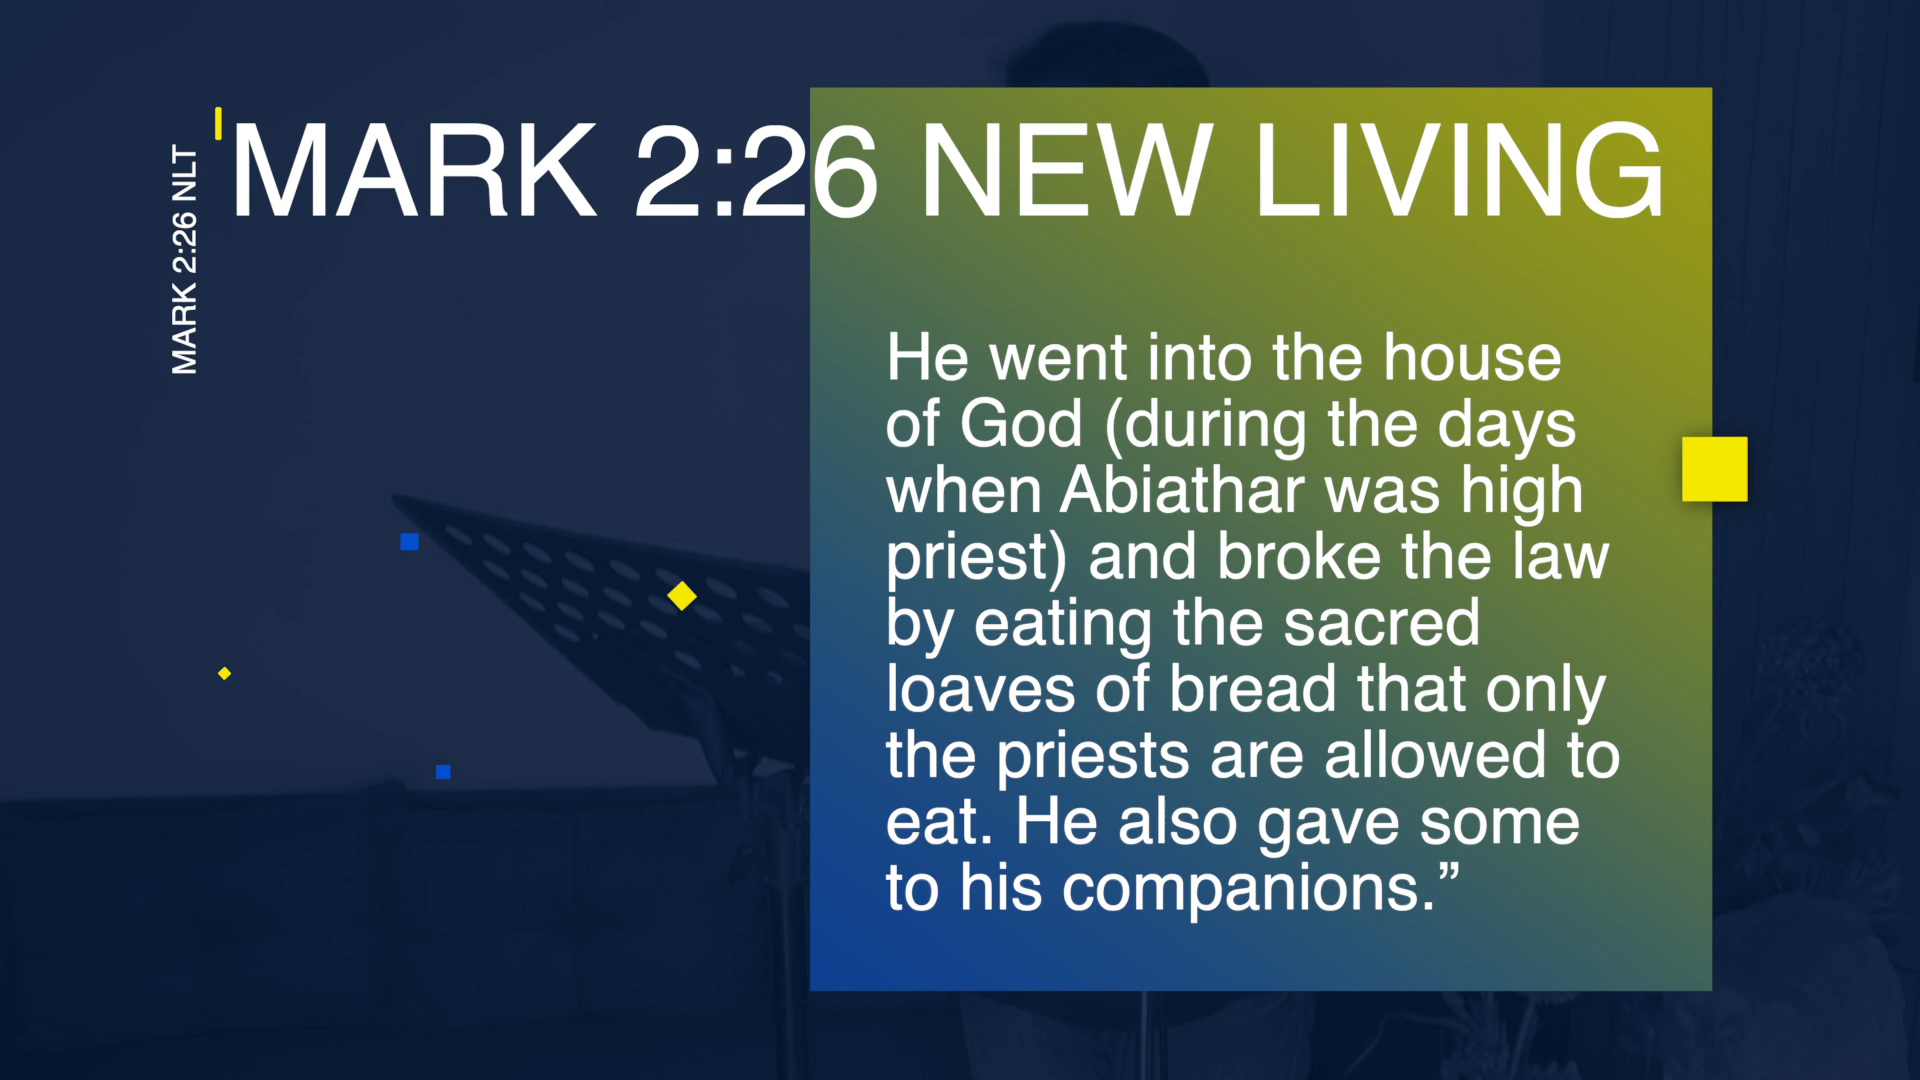 MARK 2:26 NLT
MARK 2:26 NEW LIVING
He went into the house
of God (during the days
when Abiathar was high
priest) and broke the law
by eating the sacred
loaves of bread that only
the priests are allowed to
eat. He also gave some
to his companions.”